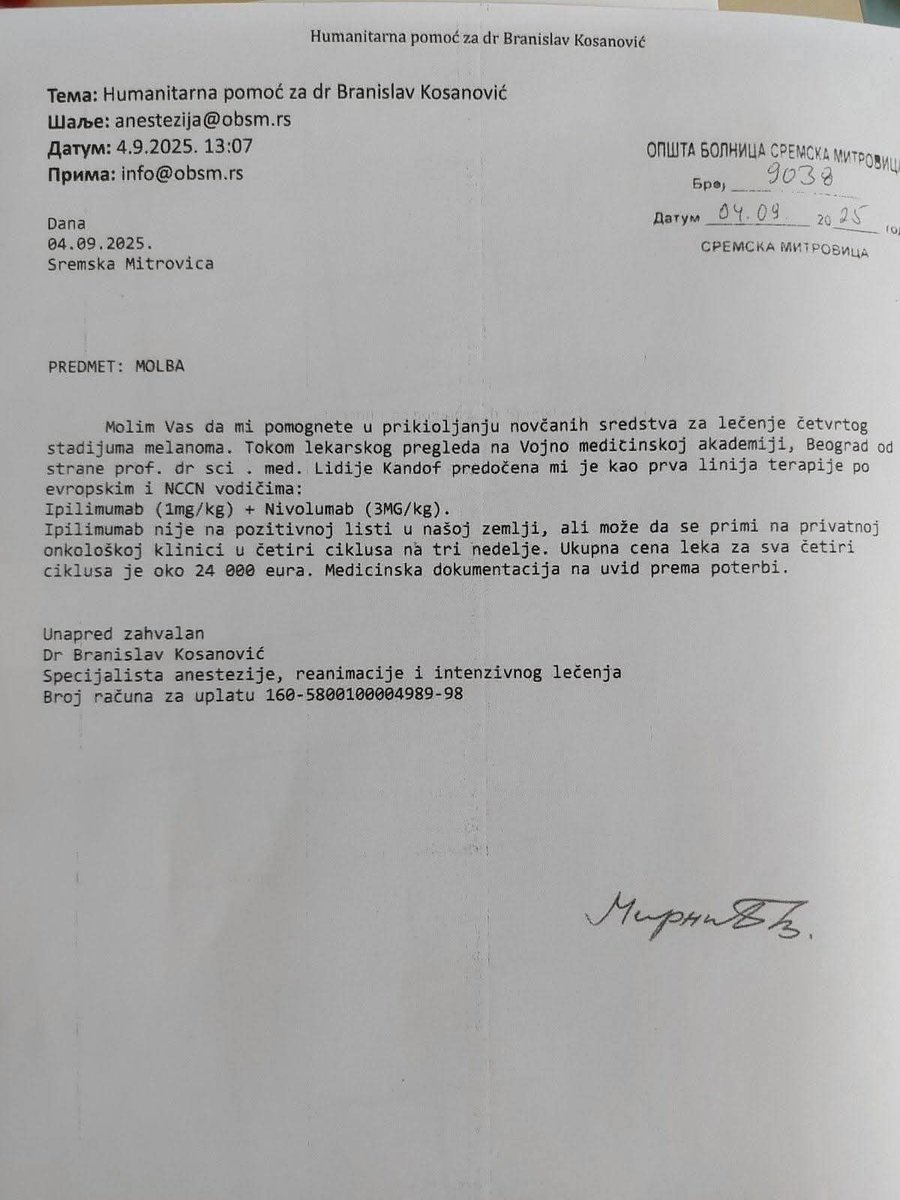 Humanitarna pomoć za dr Branislav Kosanović
Тема: Humanitarna pomoć za dr Branislav Kosanović
Шаље: anestezija@obsm.rs
Датум: 4.9.2025. 13:07
Прима: info@obsm.rs
ОПШТА БОЛНИЦА СРЕМСКА МИТРОВИЦА
Број 9038
Датум 04.09. 2025 го
СРЕМСКА МИТРОВИЦА
Dana
04.09.2025.
Sremska Mitrovica
PREDMET: MOLBA
Molim Vas da mi pomognete u prikioljanju novčanih sredstva za lečenje četvrtog
stadijuma melanoma. Tokom lekarskog pregleda na Vojno medicinskoj akademiji, Beograd od
strane prof. dr sci . med. Lidije Kandof predočena mi je kao prva linija terapije po
evropskim i NCCN vodičima:
Ipilimumab (1mg/kg) + Nivolumab (3MG/kg).
Ipilimumab nije na pozitivnoj listi u našoj zemlji, ali može da se primi na privatnoj
onkološkoj klinici u četiri ciklusa na tri nedelje. Ukupna cena leka za sva četiri
ciklusa je oko 24 000 eura. Medicinska dokumentacija na uvid prema poterbi.
Unapred zahvalan
Dr Branislav Kosanović
Specijalista anestezije, reanimacije i intenzivnog lečenja
Broj računa za uplatu 160-5800100004989-98